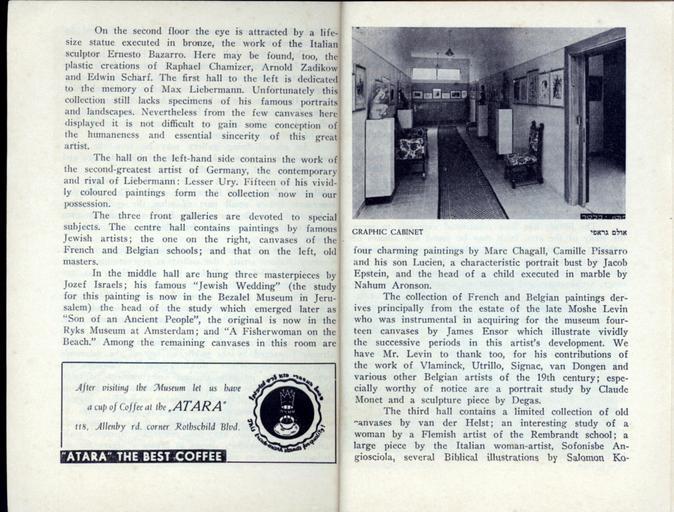 On the second floor the eye is attracted by a life-
size statue executed in bronze, the work of the Italian
sculptor Ernesto Bazarro. Here may be found, too, the
plastic creations of Raphael Chamizer, Arnold Zadikow
and Edwin Scharf. The first hall to the left is dedicated
to the memory of Max Liebermann. Unfortunately this
collection still lacks specimens of his famous portraits
and landscapes. Nevertheless from the few canvases here
displayed it is not difficult to gain some conception of
the humaneness and essential sincerity of this great
artist.
The hall on the left-hand side contains the work of
the second-greatest artist of Germany, the contemporary
and rival of Liebermann: Lesser Ury. Fifteen of his vivid-
ly coloured paintings form the collection now in our
possession.
The three front galleries are devoted to special
subjects. The centre hall contains paintings by famous
Jewish artists; the one on the right, canvases of the
French and Belgian schools; and that on the left, old
masters.
In the middle hall are hung three masterpieces by
Jozef Israels; his famous "Jewish Wedding" (the study
for this painting is now in the Bezalel Museum in Jeru-
salem) the head of the study which emerged later as
"Son of an Ancient People", the original is now in the
Ryks Museum at Amsterdam; and "A Fisherwoman on the
Beach." Among the remaining canvases in this room are
After visiting the Museum let us have
a cup of Coffee at the „ATARA"
118, Allenby rd. corner Rothschild Blvd.
"ATARA" THE BEST COFFEE
GRAPHIC CABINET
אולם גראפי
four charming paintings by Marc Chagall, Camille Pissarro
and his son Lucien, a characteristic portrait bust by Jacob
Epstein, and the head of a child executed in marble by
Nahum Aronson.
The collection of French and Belgian paintings der-
ives principally from the estate of the late Moshe Levin
who was instrumental in acquiring for the museum four-
teen canvases by James Ensor which illustrate vividly
the successive periods in this artist's development. We
have Mr. Levin to thank too, for his contributions of
the work of Vlaminck, Utrillo, Signac, van Dongen and
various other Belgian artists of the 19th century; espe-
cially worthy of notice are a portrait study by Claude
Monet and a sculpture piece by Degas.
The third hall contains a limited collection of old
canvases by van der Helst; an interesting study of a
woman by a Flemish artist of the Rembrandt school; a
large piece by the Italian woman-artist, Sofonisbe An-
giosciola, several Biblical illustrations by Salomon Ko-